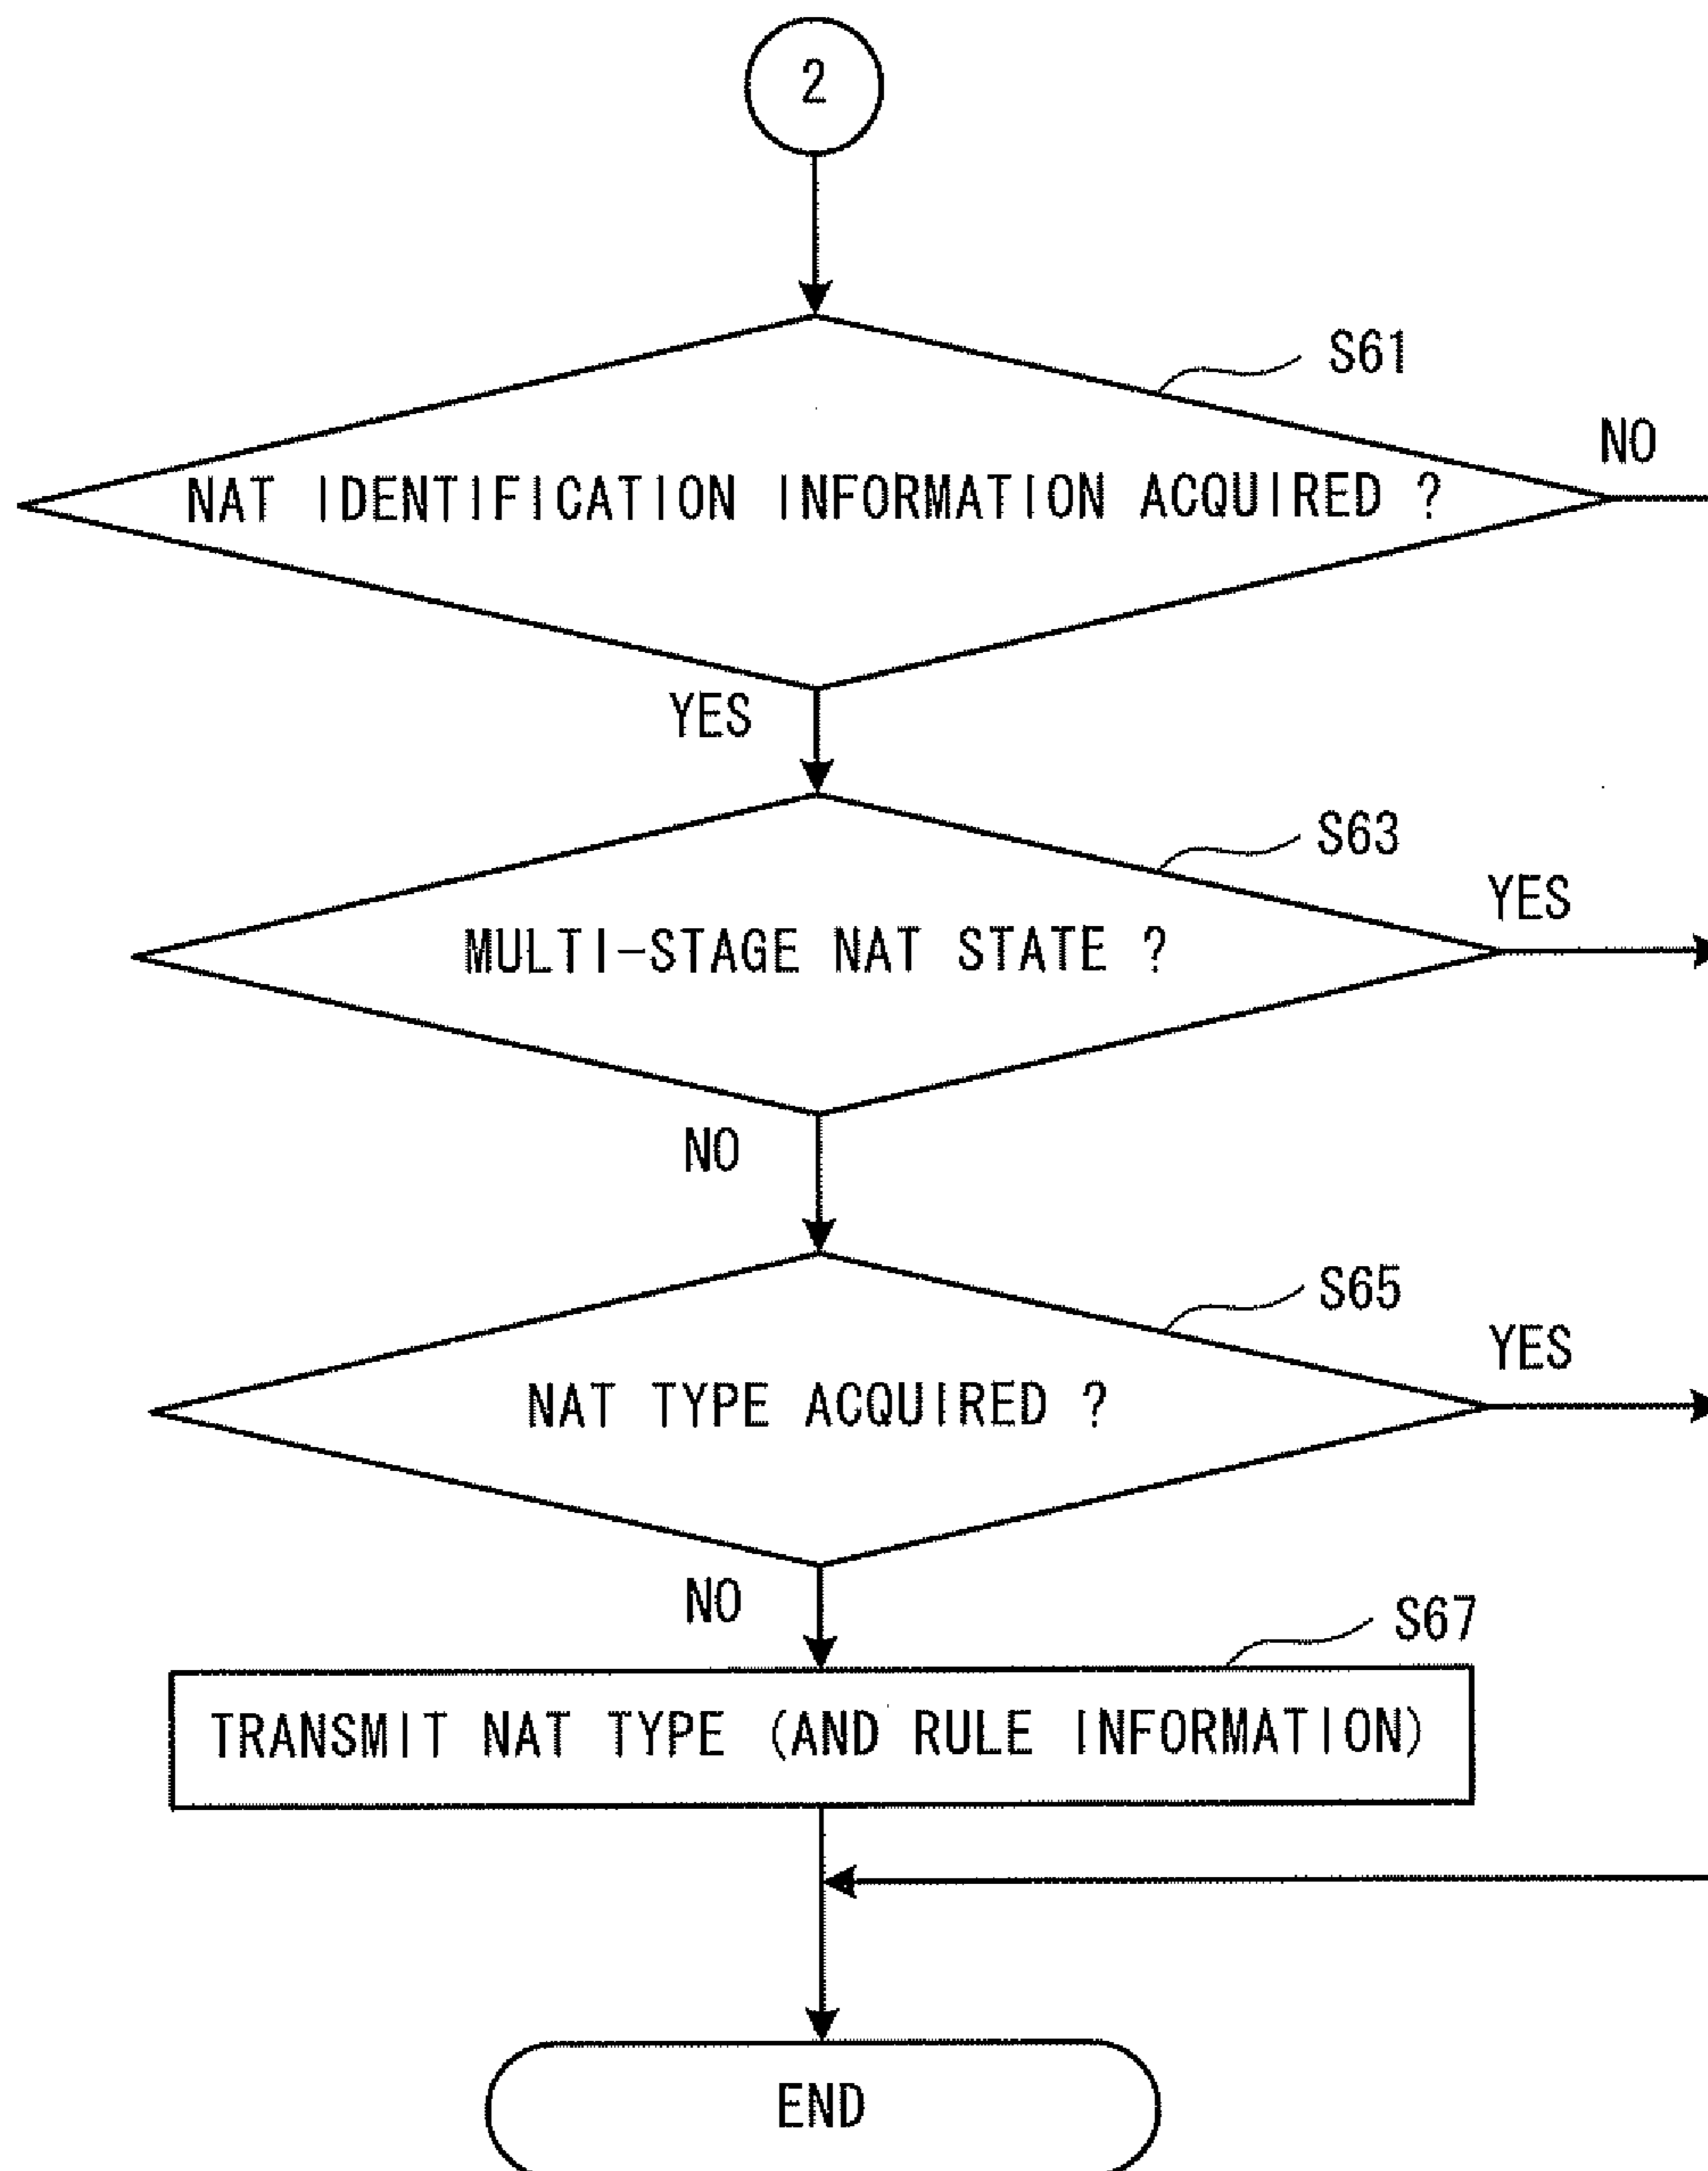 2
S61
NO
NAT IDENTIFICATION INFORMATION ACQUIRED ?
YES
S63
YES
MULTI-STAGE NAT STATE ?
NO
S65
YES
NAT TYPE ACQUIRED ?
NO
S67
TRANSMIT NAT TYPE (AND RULE INFORMATION)
END